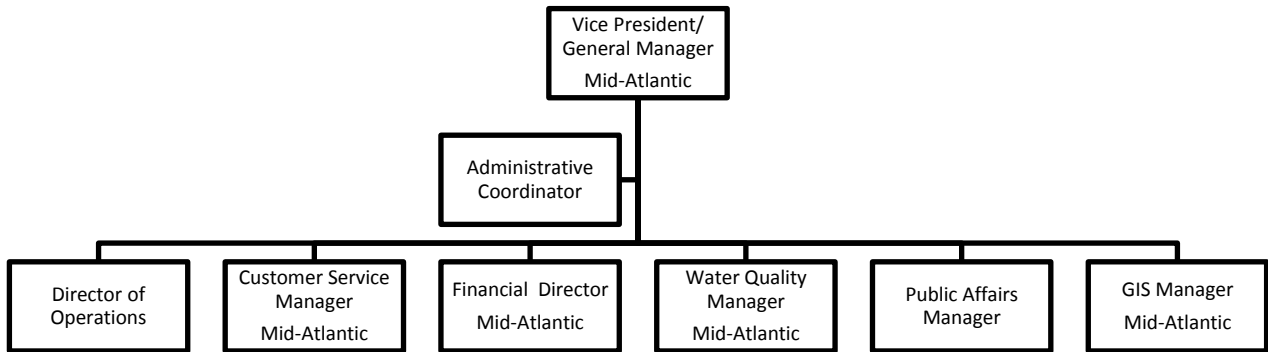 Vice President/
General Manager
Mid-Atlantic
Administrative
Coordinator
Director of
Operations
Customer Service
Manager
Mid-Atlantic
Financial Director
Mid-Atlantic
Water Quality
Manager
Mid-Atlantic
Public Affairs
Manager
GIS Manager
Mid-Atlantic